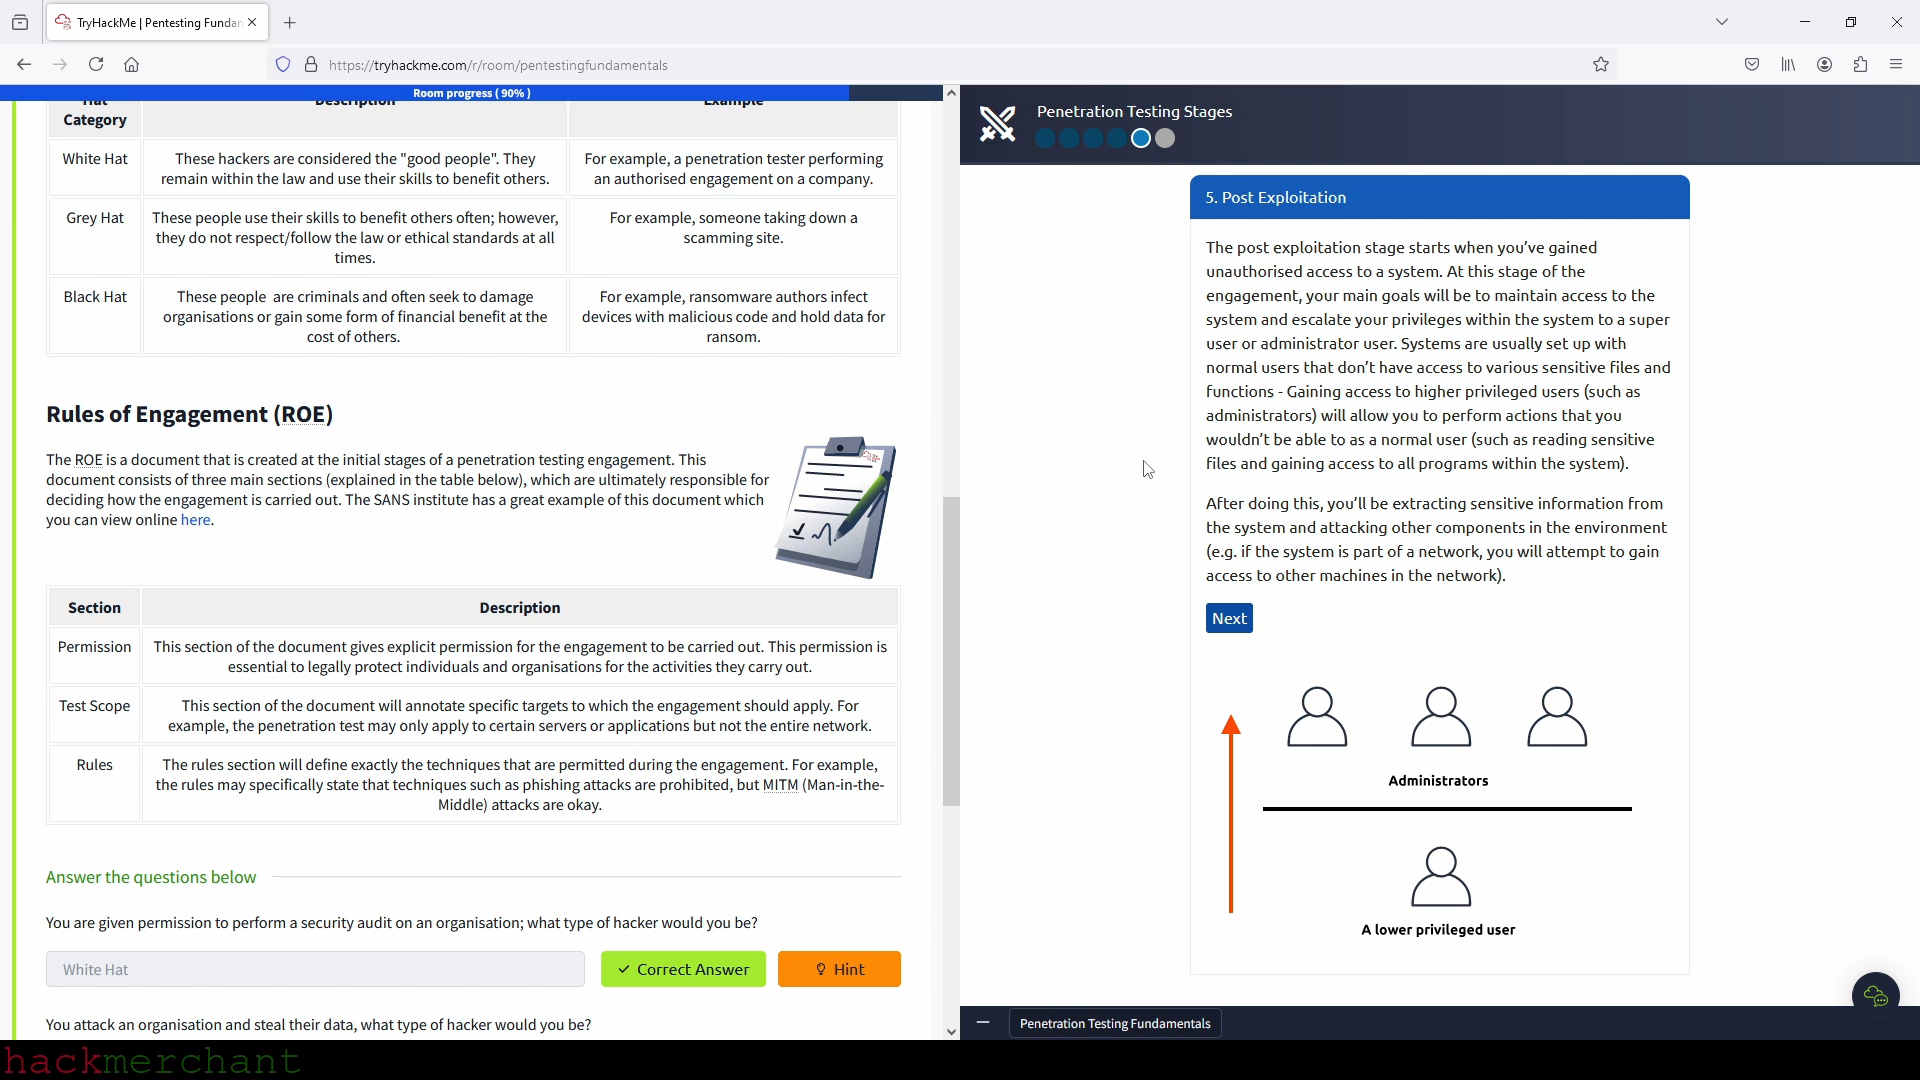 TryHackMe | Pentesting Fundam
https://tryhackme.com/r/room/pentestingfundamentals
Room progress ( 90% )
Hat
Category
Description
Example
White Hat
These hackers are considered the "good people". They
remain within the law and use their skills to benefit others.
For example, a penetration tester performing
an authorised engagement on a company.
Grey Hat
These people use their skills to benefit others often; however,
they do not respect/follow the law or ethical standards at all
times.
For example, someone taking down a
scamming site.
Black Hat
These people  are criminals and often seek to damage
organisations or gain some form of financial benefit at the
cost of others.
For example, ransomware authors infect
devices with malicious code and hold data for
ransom.
Rules of Engagement (ROE)
The ROE is a document that is created at the initial stages of a penetration testing engagement. This
document consists of three main sections (explained in the table below), which are ultimately responsible for
deciding how the engagement is carried out. The SANS institute has a great example of this document which
you can view online here.
Section
Description
Permission
This section of the document gives explicit permission for the engagement to be carried out. This permission is
essential to legally protect individuals and organisations for the activities they carry out.
Test Scope
This section of the document will annotate specific targets to which the engagement should apply. For
example, the penetration test may only apply to certain servers or applications but not the entire network.
Rules
The rules section will define exactly the techniques that are permitted during the engagement. For example,
the rules may specifically state that techniques such as phishing attacks are prohibited, but MITM (Man-in-the-
Middle) attacks are okay.
Answer the questions below
You are given permission to perform a security audit on an organisation; what type of hacker would you be?
White Hat
Correct Answer
Hint
You attack an organisation and steal their data, what type of hacker would you be?
Penetration Testing Stages
5. Post Exploitation
The post exploitation stage starts when you've gained
unauthorised access to a system. At this stage of the
engagement, your main goals will be to maintain access to the
system and escalate your privileges within the system to a super
user or administrator user. Systems are usually set up with
normal users that don't have access to various sensitive files and
functions - Gaining access to higher privileged users (such as
administrators) will allow you to perform actions that you
wouldn't be able to as a normal user (such as reading sensitive
files and gaining access to all programs within the system).
After doing this, you'll be extracting sensitive information from
the system and attacking other components in the environment
(e.g. if the system is part of a network, you will attempt to gain
access to other machines in the network).
Next
Administrators
A lower privileged user
Penetration Testing Fundamentals
hackmerchant